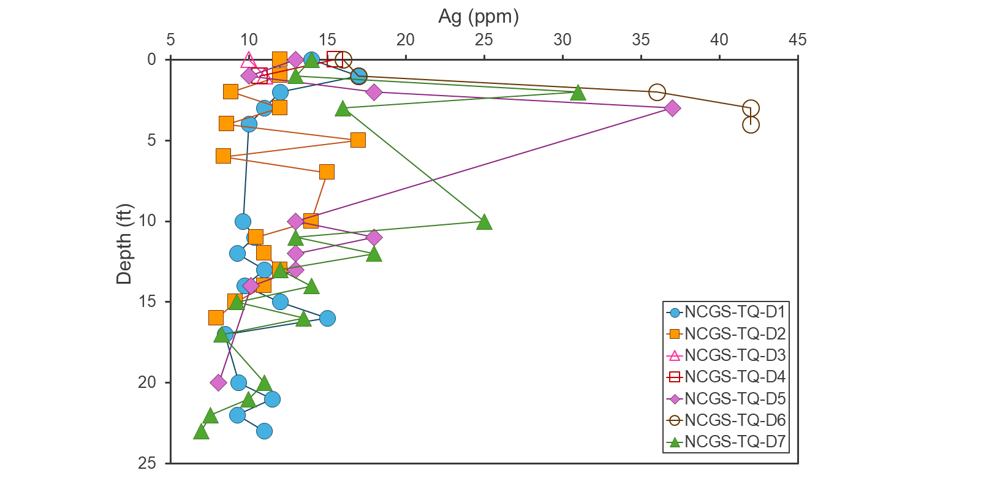 Ag (ppm)
5 10 15 20 25 30 35 40 45
0
5
10
15
20
25
Depth (ft)
NCGS-TQ-D1
NCGS-TQ-D2
NCGS-TQ-D3
NCGS-TQ-D4
NCGS-TQ-D5
NCGS-TQ-D6
NCGS-TQ-D7